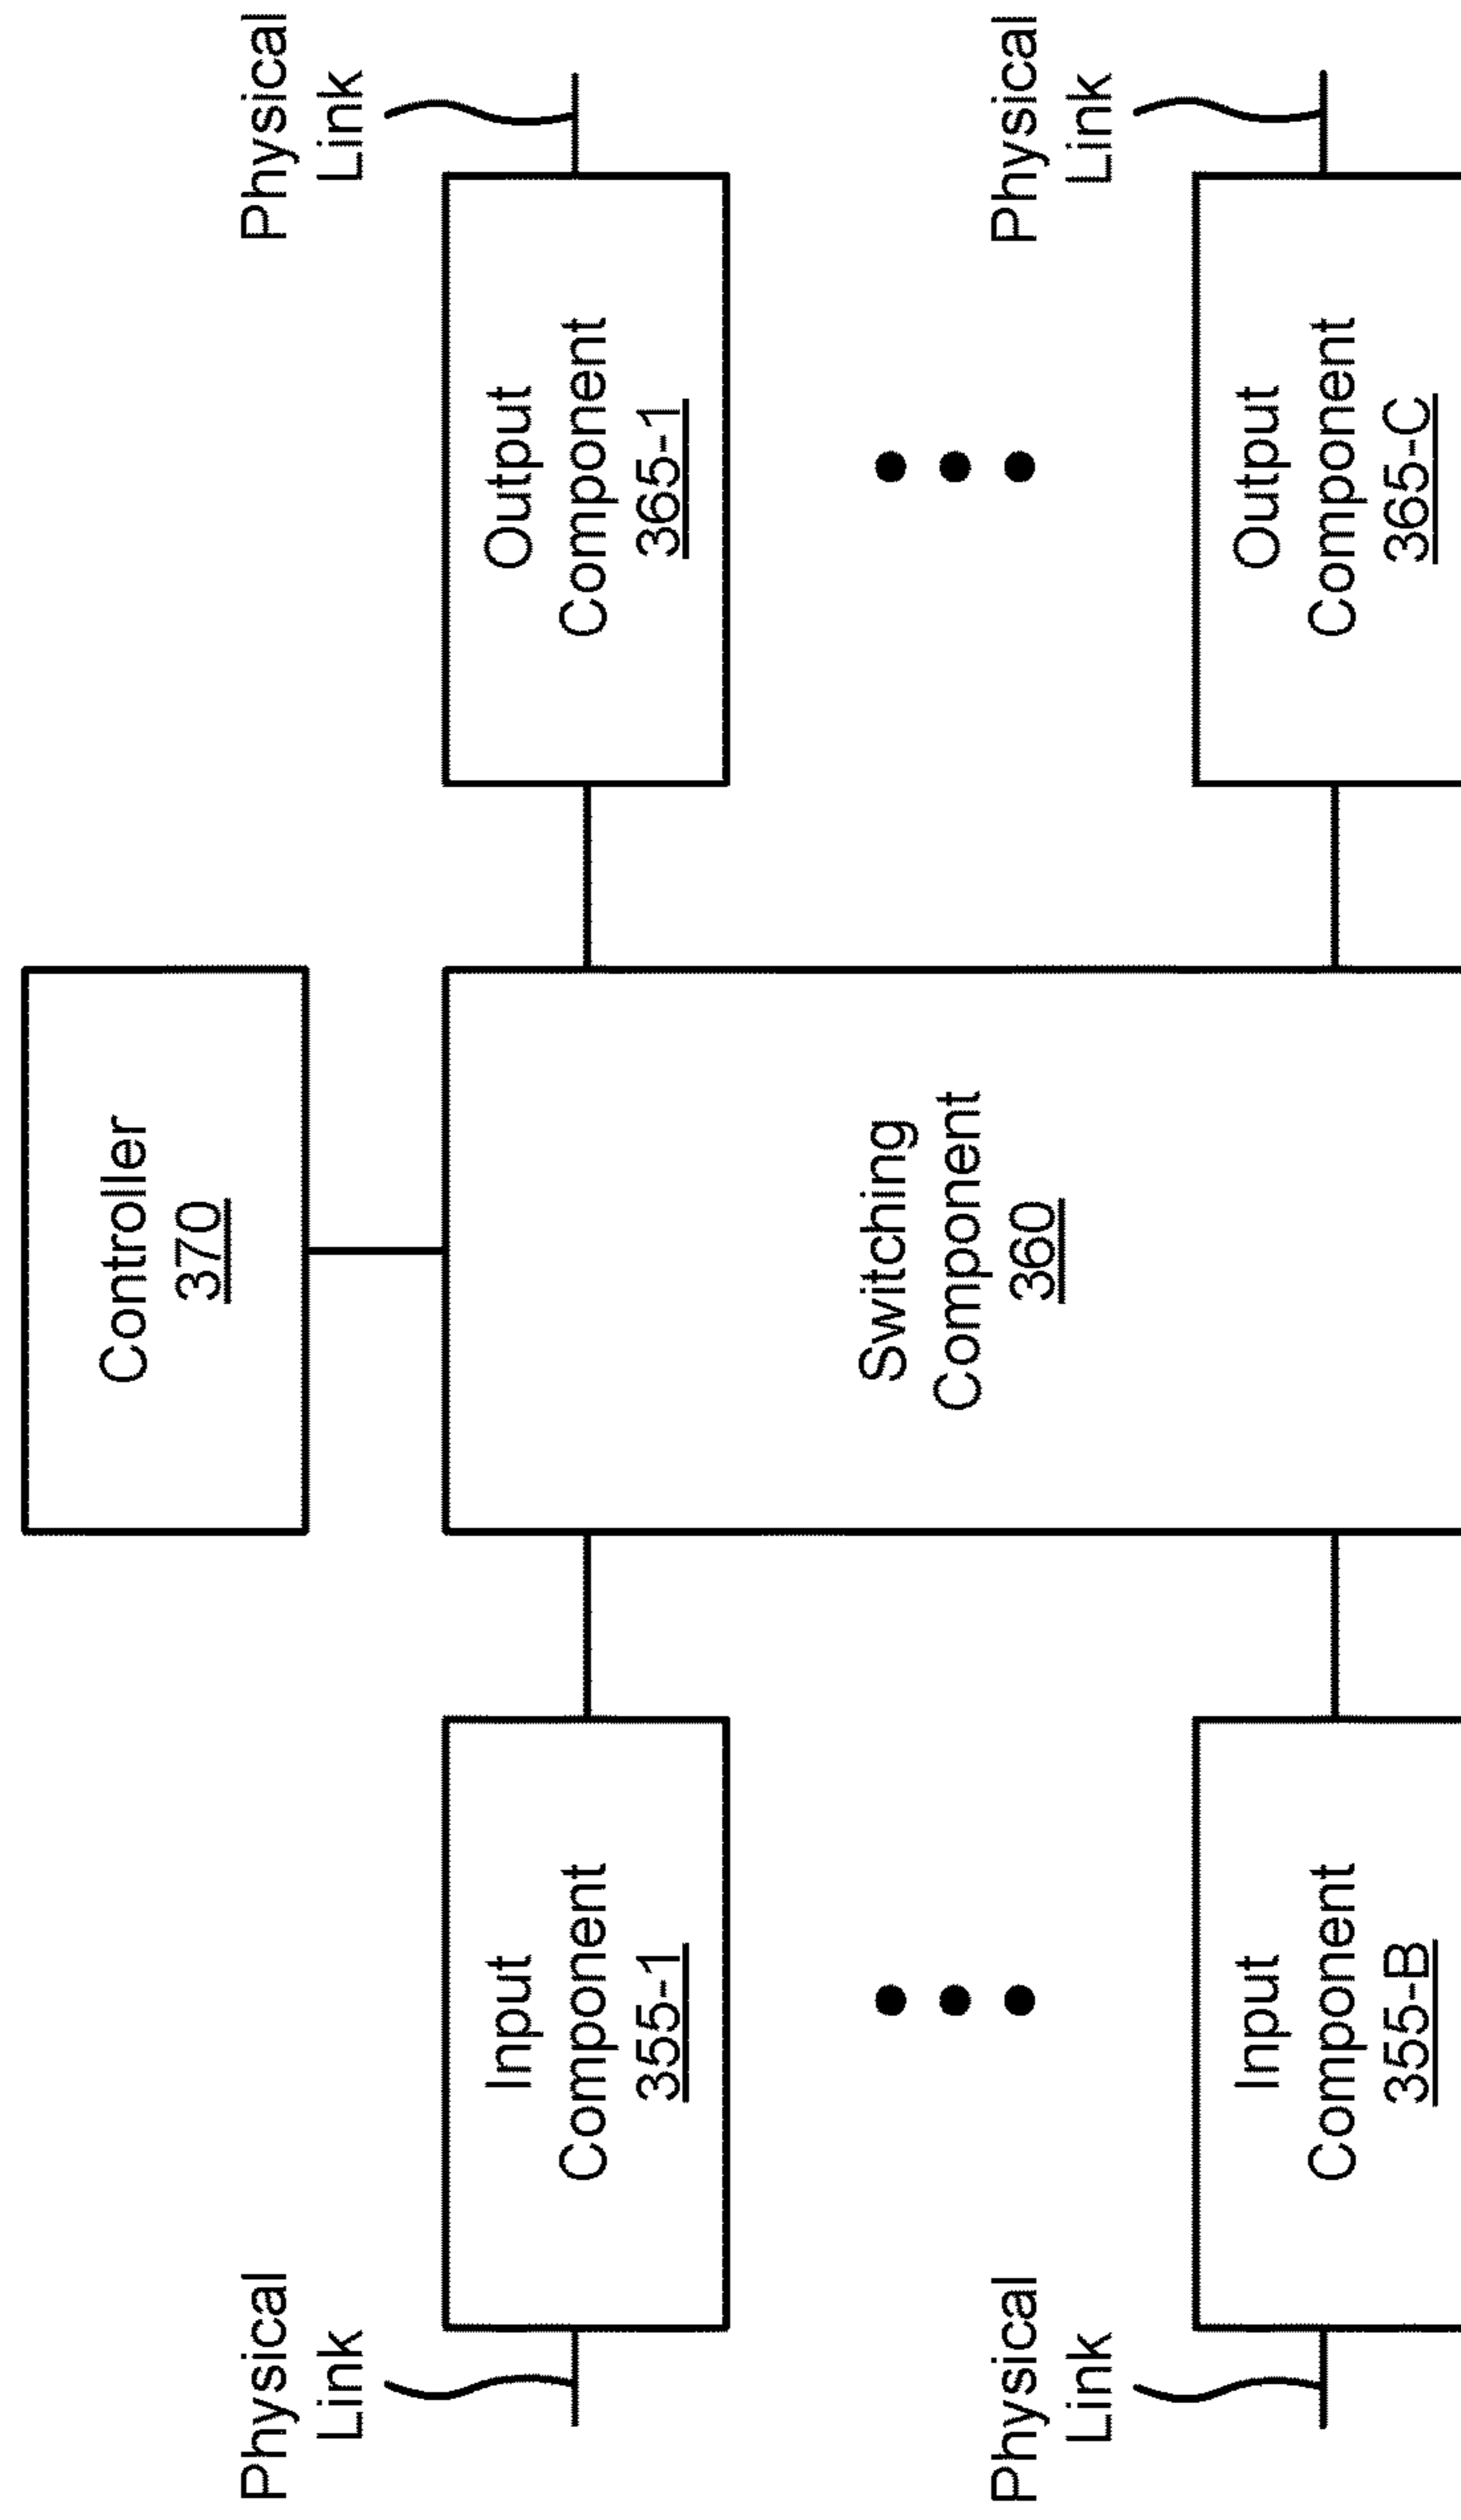 Controller
370
Physical
Link
Physical
Link
Input
Component
355-1
Switching
Component
360
Output
Component
365-1
Physical
Link
Physical
Link
Input
Component
355-B
Output
Component
365-C